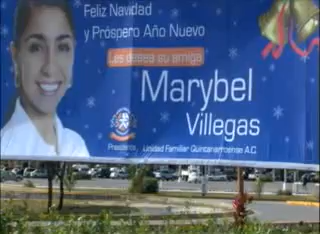 Feliz Navidad
y Próspero Año Nuevo
Les desea su amiga
Marybel
Villegas
Presidenta, Unidad Familiar Quintanarroense A.C.